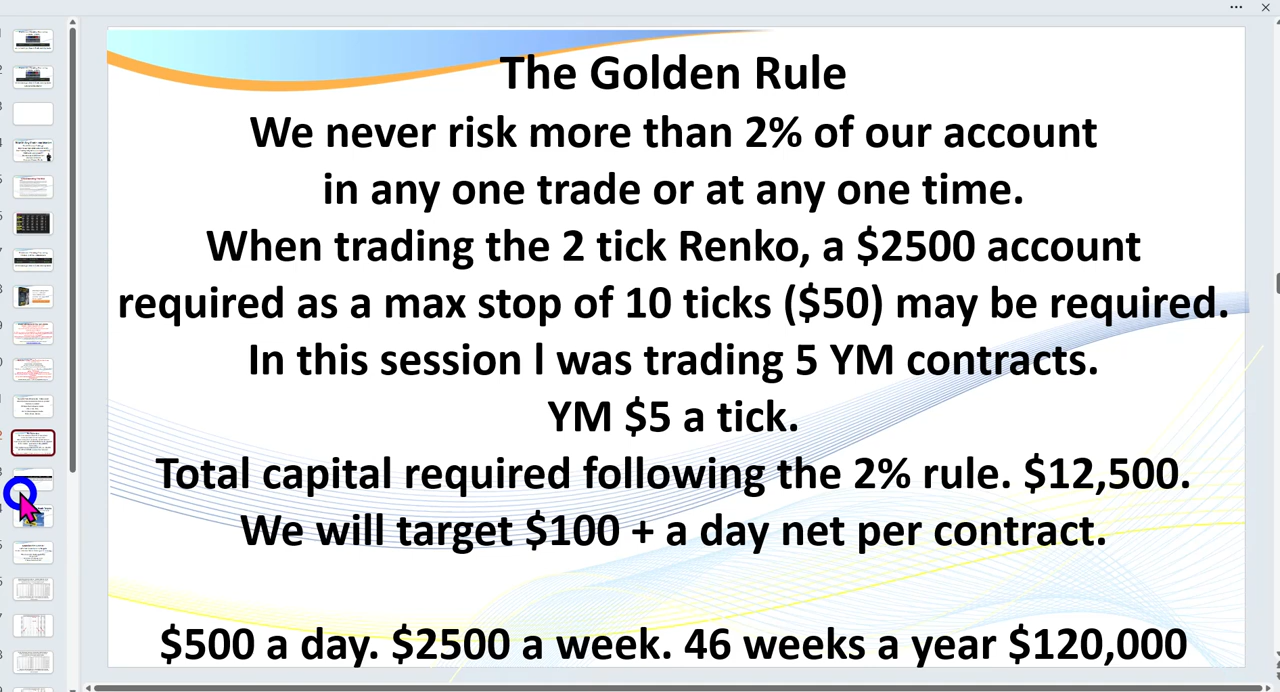 The Golden Rule
We never risk more than 2% of our account
in any one trade or at any one time.
When trading the 2 tick Renko, a $2500 account
required as a max stop of 10 ticks ($50) may be required.
In this session l was trading 5 YM contracts.
YM $5 a tick.
Total capital required following the 2% rule. $12,500.
We will target $100 + a day net per contract.
$500 a day. $2500 a week. 46 weeks a year $120,000